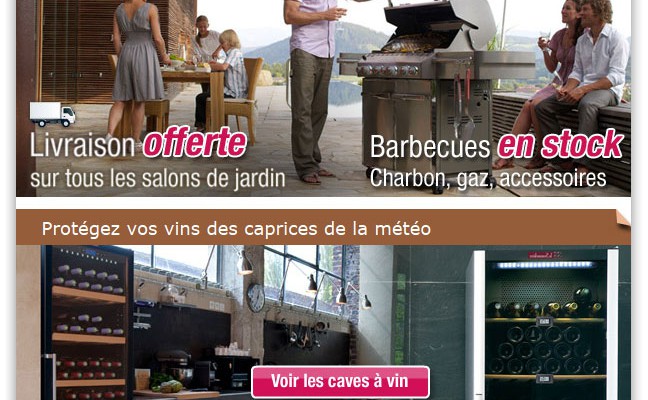 Livraison offerte
sur tous les salons de jardin
Barbecues en stock
Charbon, gaz, accessoires
Protégez vos vins des caprices de la météo
Voir les caves à vin